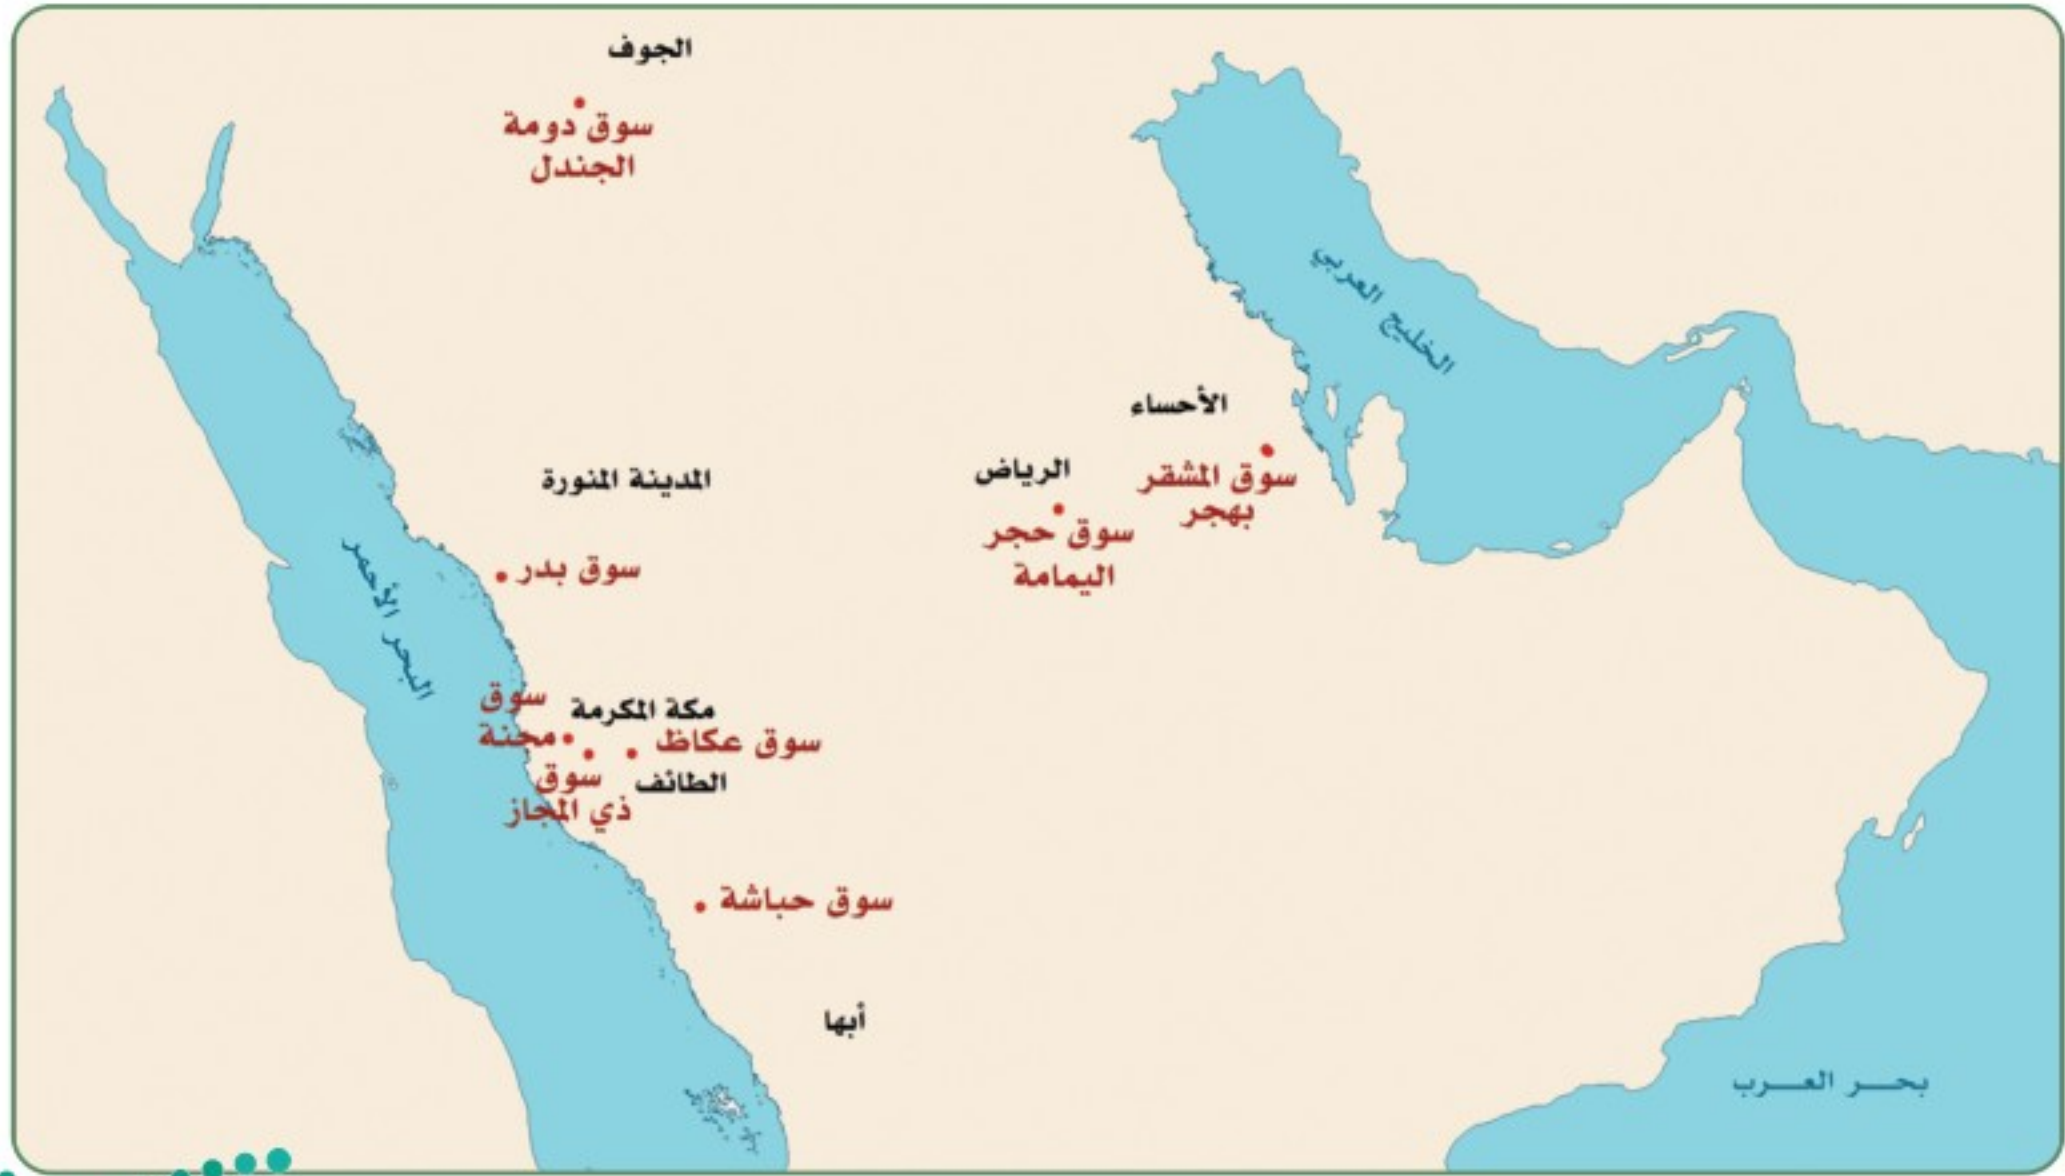 الجوف
سوق دومة
الجندل
الخليج العربي
الأحساء
سوق المشقر
بهجر
الرياض
سوق حجر
اليمامة
المدينة المنورة
سوق بدر
البحر الأحمر
سوق
مجنة
مكة المكرمة
سوق عكاظ
الطائف
سوق
ذي المجاز
سوق حباشة
أبها
بحر العرب